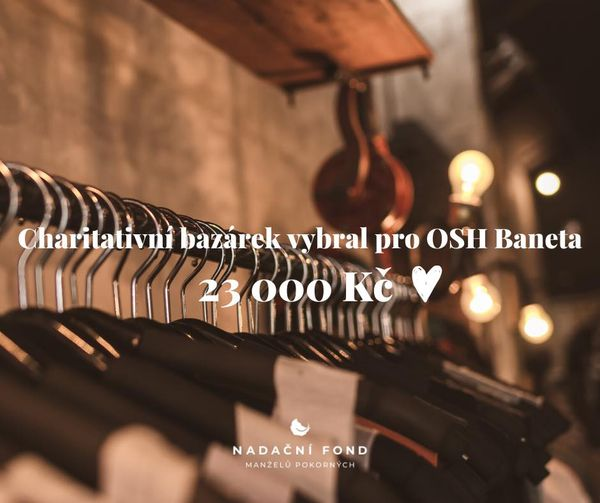 Charitativní bazárek vybral pro OSH Baneta
23 000 Kč
NADAČNÍ FOND
MANŽELŮ POKORNÝCH